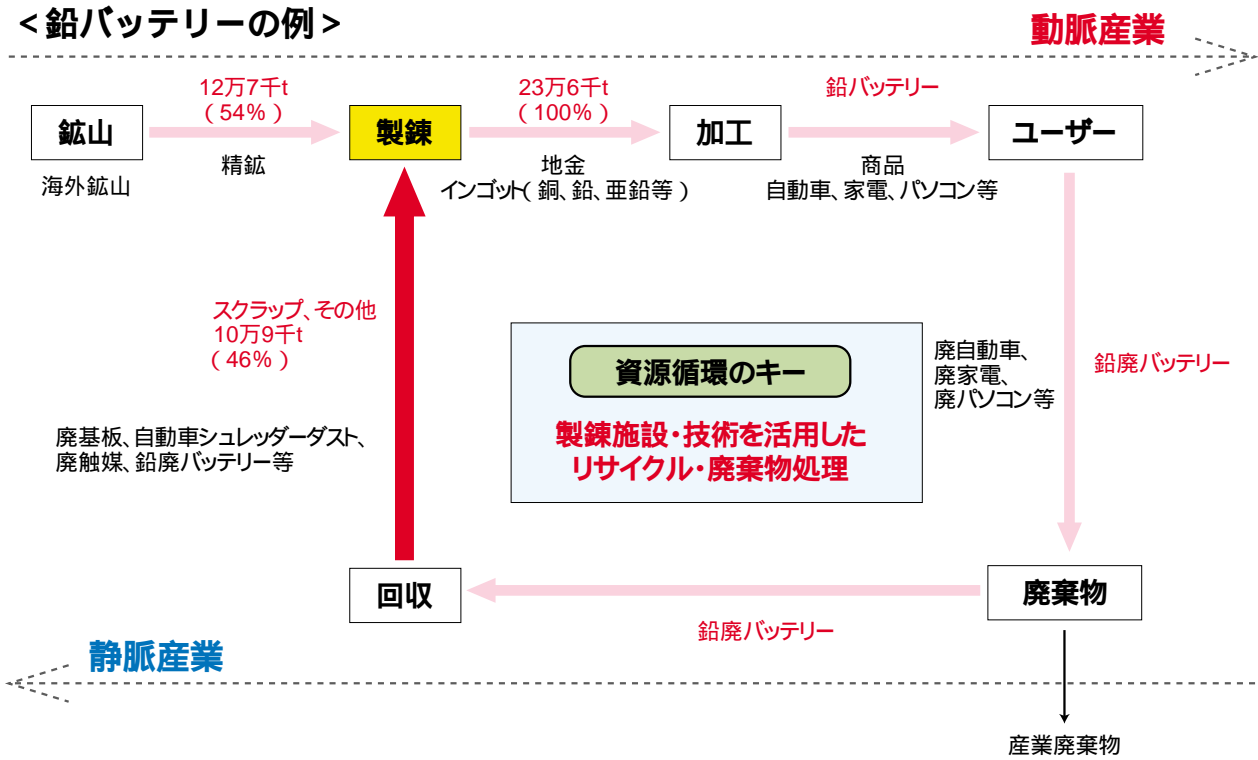 <鉛バッテリーの例>
動脈産業
12万7千t
(54%)
23万6千t
(100%)
鉛バッテリー
鉱山
製錬
加工
ユーザー
海外鉱山
精鉱
地金
インゴット(銅、鉛、亜鉛等)
商品
自動車、家電、パソコン等
スクラップ、その他
10万9千t
(46%)
資源循環のキー
製錬施設・技術を活用した
リサイクル・廃棄物処理
廃自動車、
廃家電、
廃パソコン等
鉛廃バッテリー
廃基板、自動車シュレッダーダスト、
廃触媒、鉛廃バッテリー等
回収
廃棄物
鉛廃バッテリー
静脈産業
産業廃棄物